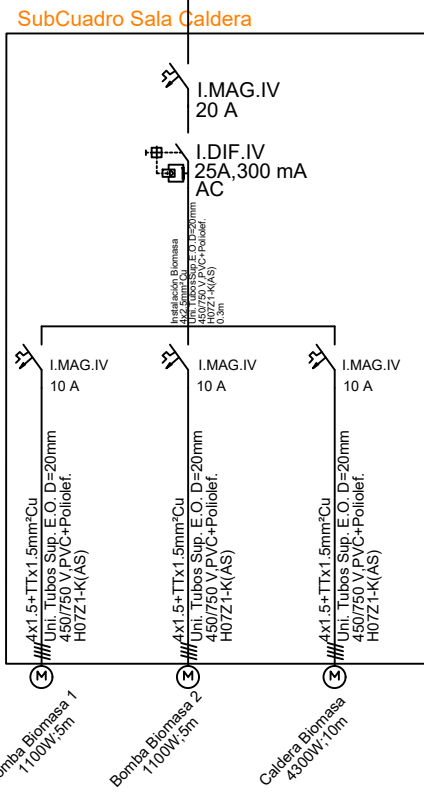 SubCuadro Sala Caldera
I.MAG.IV
20 A
I.DIF.IV
25A,300 mA
AC
Instalación Biomasa
4x2.5mm²Cu
Uni.TubosSup.E.O.D=20mm
450/750 V,PVC+Poliolef.
H07Z1-K(AS)
0.3m
I.MAG.IV
10 A
I.MAG.IV
10 A
I.MAG.IV
10 A
4x1.5+TTx1.5mm²Cu
Uni. Tubos Sup. E.O. D=20mm
450/750 V,PVC+Poliolef.
H07Z1-K(AS)
4x1.5+TTx1.5mm²Cu
Uni. Tubos Sup. E.O. D=20mm
450/750 V,PVC+Poliolef.
H07Z1-K(AS)
4x1.5+TTx1.5mm²Cu
Uni. Tubos Sup. E.O. D=20mm
450/750 V,PVC+Poliolef.
H07Z1-K(AS)
M
M
M
omba Biomasa 1
1100W;5m
Bomba Biomasa 2
1100W;5m
Caldera Biomasa
4300W;10m